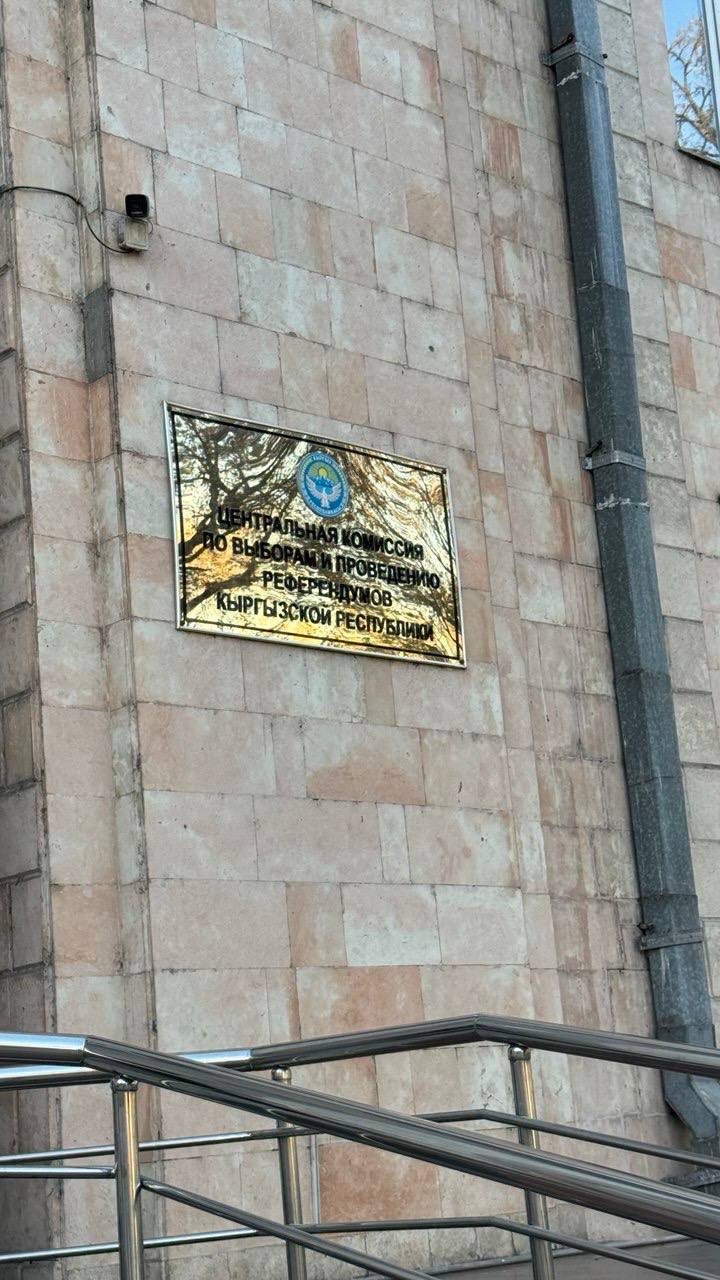 ЦЕНТРАЛЬНАЯ КОМИССИЯ
ПО ВЫБОРАМ И ПРОВЕДЕНИЮ
РЕФЕРЕНДУМОВ
КЫРГЫЗСКОЙ РЕСПУБЛИКИ